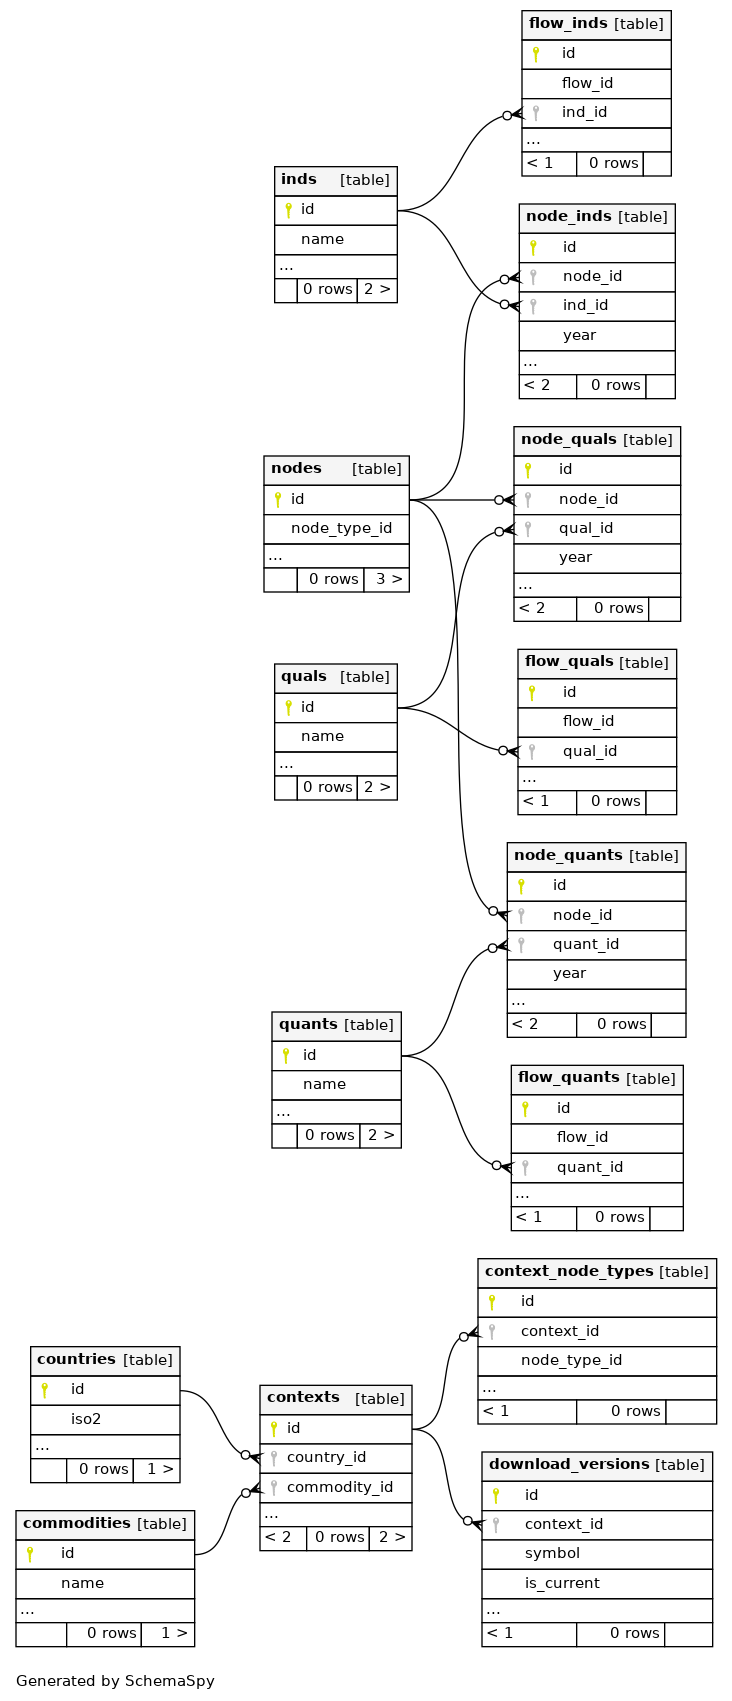 flow_inds [table]
id
flow_id
ind_id
...
< 1 0 rows
inds [table]
id
name
...
0 rows 2 >
node_inds [table]
id
node_id
ind_id
year
...
< 2 0 rows
node_quals [table]
id
node_id
qual_id
year
...
< 2 0 rows
nodes [table]
id
node_type_id
...
0 rows 3 >
flow_quals [table]
id
flow_id
qual_id
...
< 1 0 rows
quals [table]
id
name
...
0 rows 2 >
node_quants [table]
id
node_id
quant_id
year
...
< 2 0 rows
quants [table]
id
name
...
0 rows 2 >
flow_quants [table]
id
flow_id
quant_id
...
< 1 0 rows
context_node_types [table]
id
context_id
node_type_id
...
< 1 0 rows
countries [table]
id
iso2
...
0 rows 1 >
contexts [table]
id
country_id
commodity_id
...
< 2 0 rows 2 >
download_versions [table]
id
context_id
symbol
is_current
...
< 1 0 rows
commodities [table]
id
name
...
0 rows 1 >
Generated by SchemaSpy